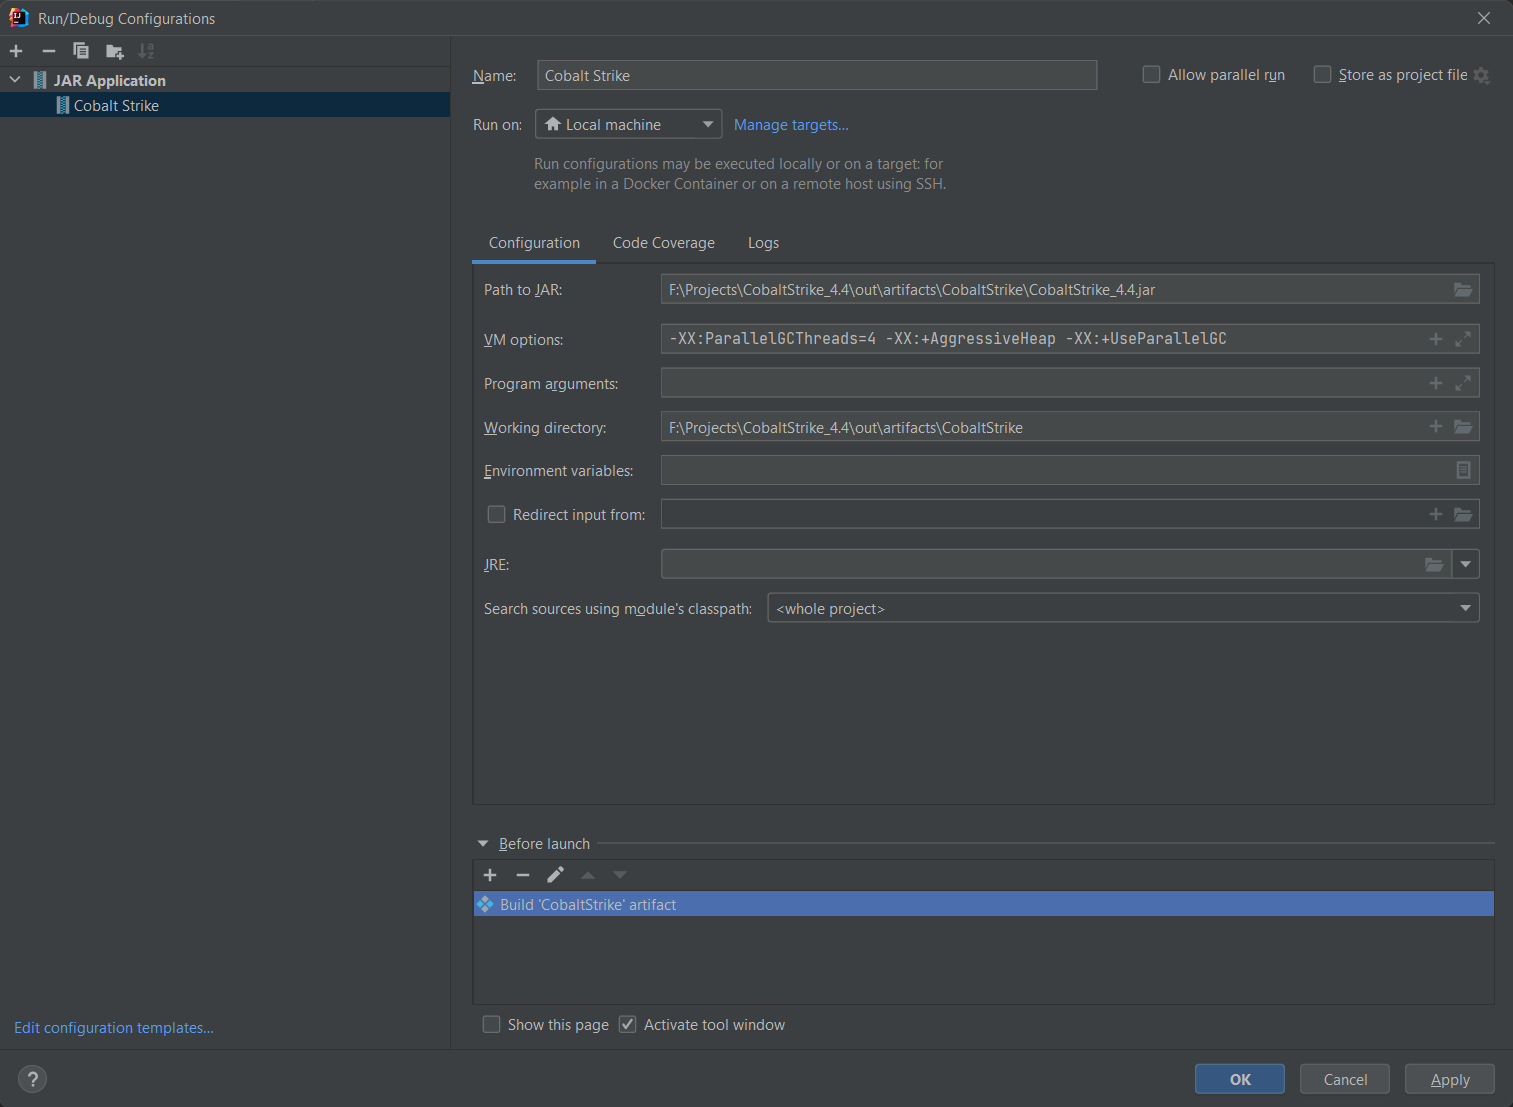 Run/Debug Configurations
JAR Application
Cobalt Strike
Name: Cobalt Strike
Allow parallel run
Store as project file
Run on: Local machine Manage targets...
Run configurations may be executed locally or on a target: for
example in a Docker Container or on a remote host using SSH.
Configuration Code Coverage Logs
Path to JAR: F:\Projects\CobaltStrike_4.4\out\artifacts\CobaltStrike\CobaltStrike_4.4.jar
VM options: -XX:ParallelGCThreads=4 -XX:+AggressiveHeap -XX:+UseParallelGC
Program arguments:
Working directory: F:\Projects\CobaltStrike_4.4\out\artifacts\CobaltStrike
Environment variables:
Redirect input from:
JRE:
Search sources using module's classpath: <whole project>
Before launch
Build 'CobaltStrike' artifact
Show this page Activate tool window
Edit configuration templates...
? OK Cancel Apply